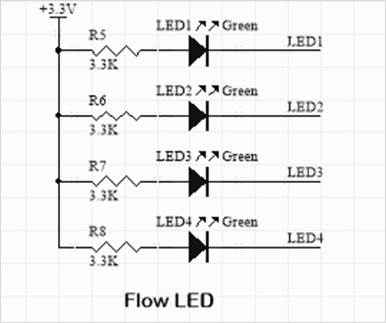 +3.3V
R5
3.3K
LED1
Green
LED1
R6
3.3K
LED2
Green
LED2
R7
3.3K
LED3
Green
LED3
R8
3.3K
LED4
Green
LED4
Flow LED